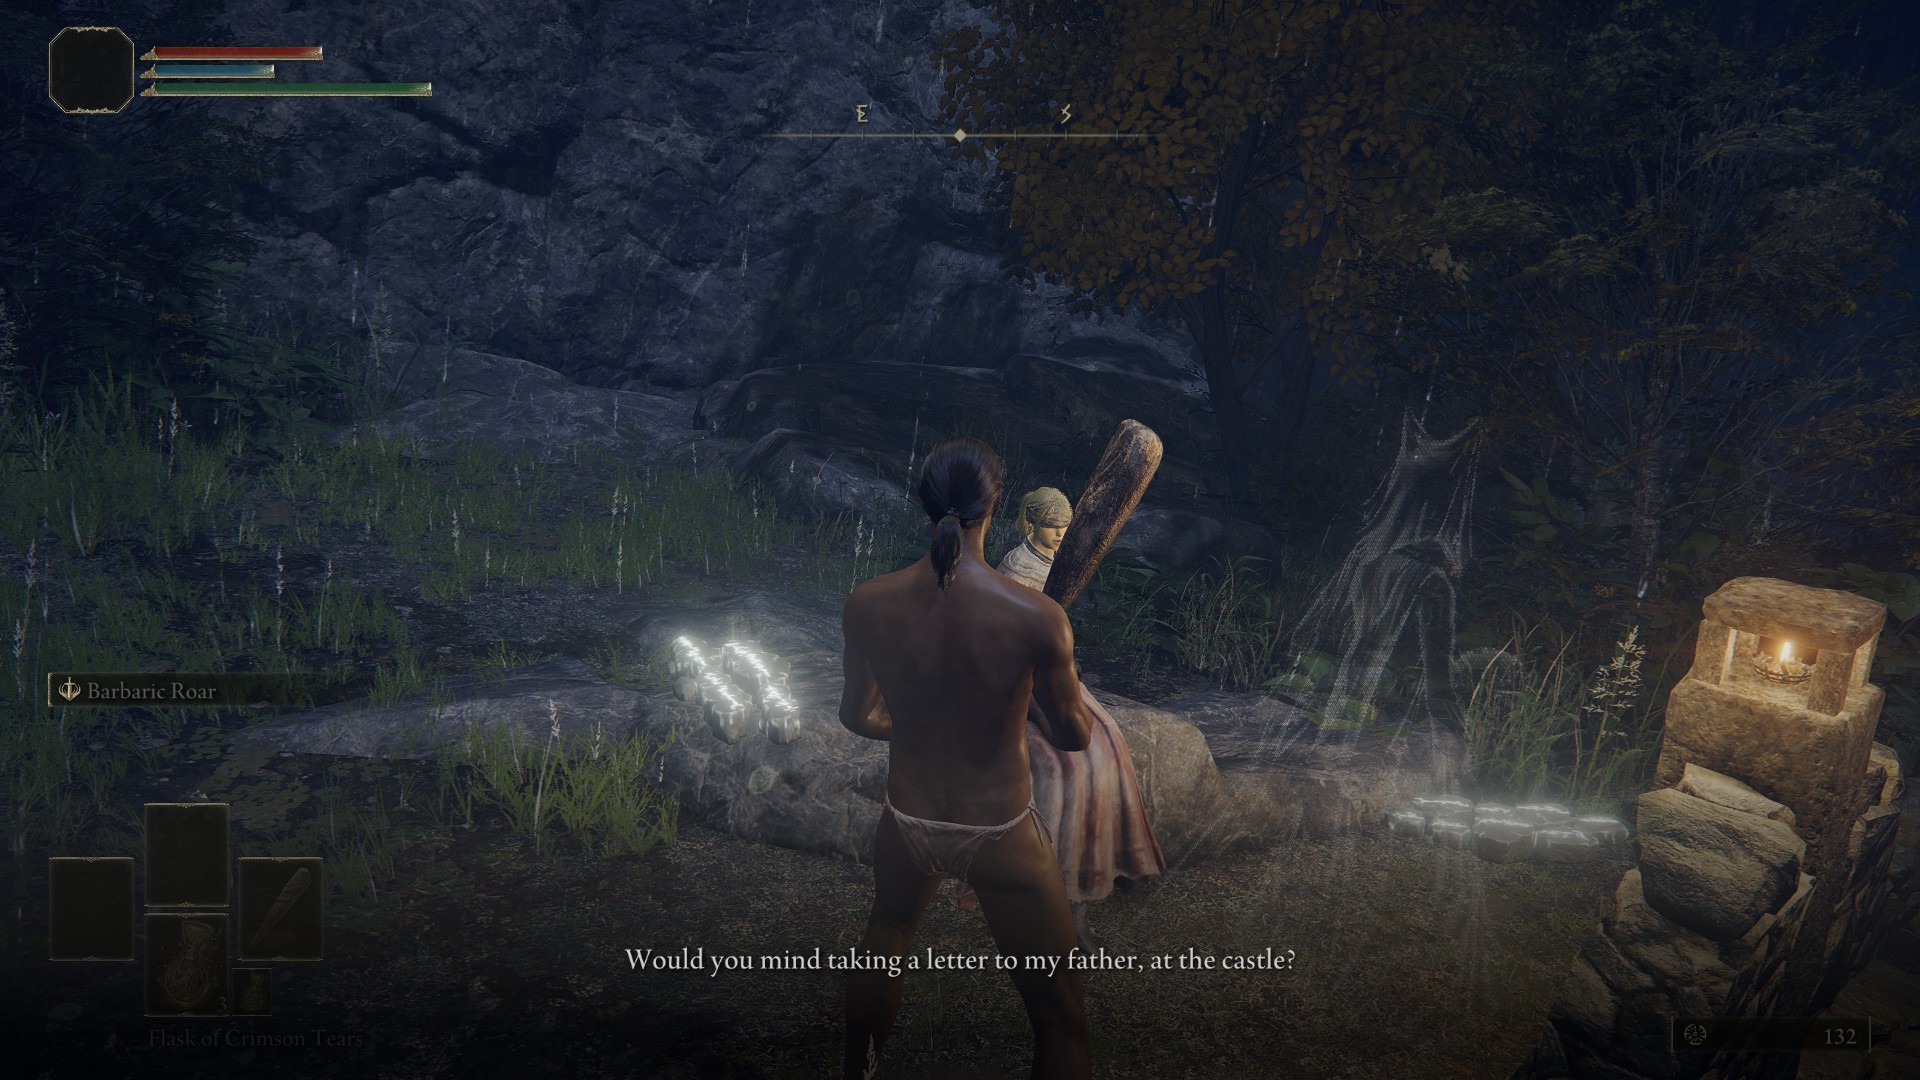 E
S
Barbaric Roar
3
Flask of Crimson Tears
Would you mind taking a letter to my father, at the castle?
132